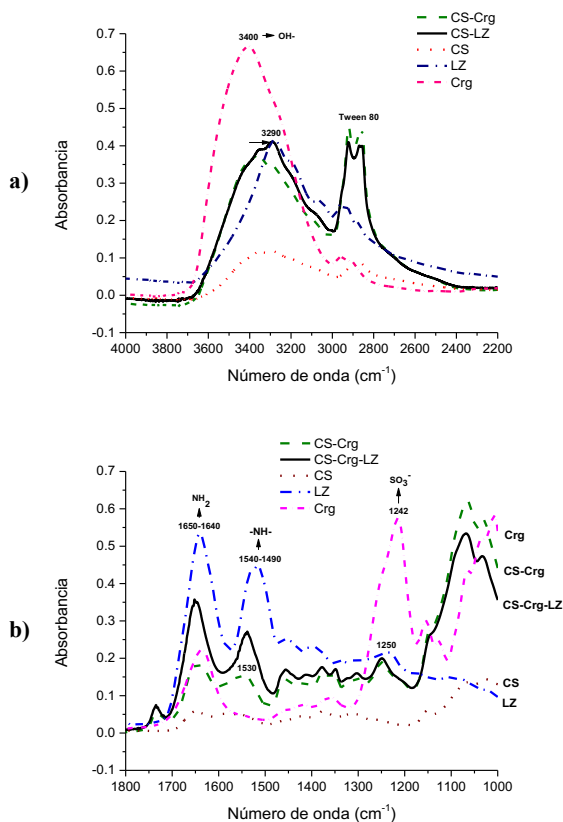 a)
CS-Crg
CS-LZ
CS
LZ
Crg
3400 → OH-
3290
Tween 80
Absorbancia
0.7
0.6
0.5
0.4
0.3
0.2
0.1
0.0
-0.1
4000 3600 3200 2800 2400 2200
Número de onda (cm⁻¹)
b)
CS-Crg
CS-Crg-LZ
CS
LZ
Crg
NH₂
1650-1640
-NH-
1540-1490
SO₃⁻
1242
1530
1250
Crg
CS-Crg
CS-Crg-LZ
CS
LZ
Absorbancia
0.7
0.6
0.5
0.4
0.3
0.2
0.1
0.0
-0.1
1800 1700 1600 1500 1400 1300 1200 1100 1000
Número de onda (cm⁻¹)